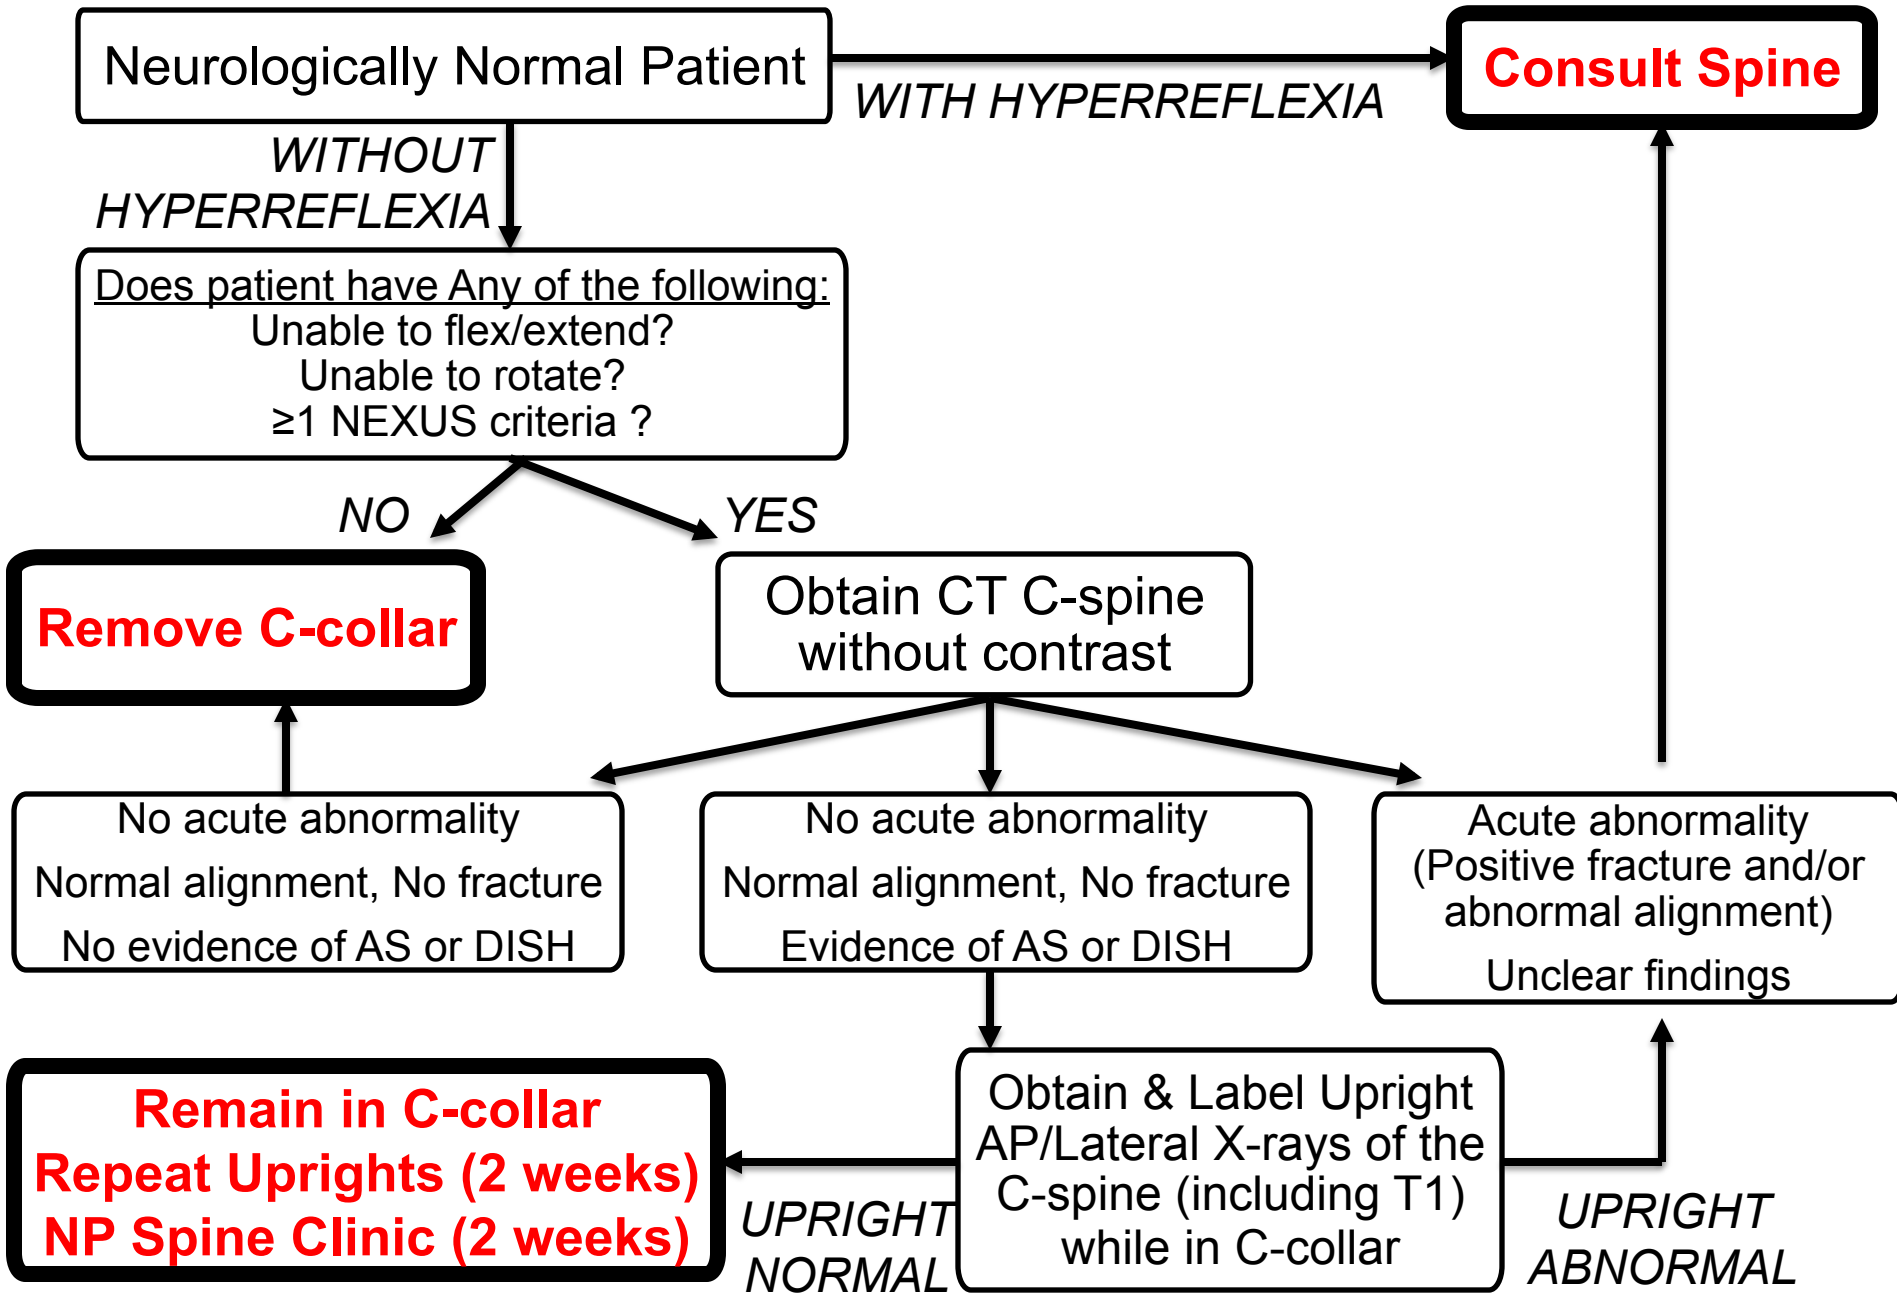 Neurologically Normal Patient
WITH HYPERREFLEXIA
Consult Spine
WITHOUT
HYPERREFLEXIA
Does patient have Any of the following:
Unable to flex/extend?
Unable to rotate?
≥1 NEXUS criteria ?
NO
YES
Remove C-collar
Obtain CT C-spine
without contrast
No acute abnormality
Normal alignment, No fracture
No evidence of AS or DISH
No acute abnormality
Normal alignment, No fracture
Evidence of AS or DISH
Acute abnormality
(Positive fracture and/or
abnormal alignment)
Unclear findings
Remain in C-collar
Repeat Uprights (2 weeks)
NP Spine Clinic (2 weeks)
UPRIGHT
NORMAL
Obtain & Label Upright
AP/Lateral X-rays of the
C-spine (including T1)
while in C-collar
UPRIGHT
ABNORMAL